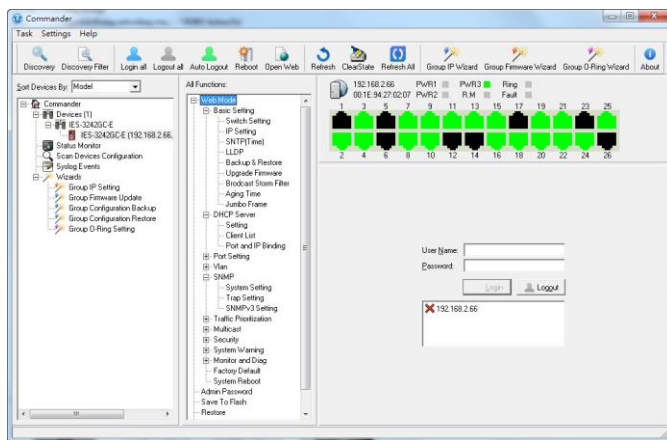 Commander
Task Settings Help
Discovery Discovery Filter Login all Logout all Auto Logout Reboot Open Web Refresh ClearState Refresh All Group IP Wizard Group Firmware Wizard Group O-Ring Wizard About
Sort Devices By: Model
Commander
Devices (1)
IES-3242GC-E
IES-3242GC-E (192.168.2.66,
Status Monitor
Scan Devices Configuration
Syslog Events
Wizards
Group IP Setting
Group Firmware Update
Group Configuration Backup
Group Configuration Restore
Group O-Ring Setting
All Functions:
Web Mode
Basic Setting
Switch Setting
IP Setting
SNTP(Time)
LLDP
Backup & Restore
Upgrade Firmware
Brodcast Storm Filter
Aging Time
Jumbo Frame
DHCP Server
Setting
Client List
Port and IP Binding
Port Setting
Vlan
SNMP
System Setting
Trap Setting
SNMPv3 Setting
Traffic Prioritization
Multicast
Security
System Warning
Monitor and Diag
Factory Default
System Reboot
Admin Password
Save To Flash
Restore
192.168.2.66 PWR1 PWR3 Ring
00:1E:94:27:02:07 PWR2 R.M Fault
1 3 5 7 9 11 13 15 17 19 21 23 25
2 4 6 8 10 12 14 16 18 20 22 24 26
User Name:
Password:
Login Logout
192.168.2.66